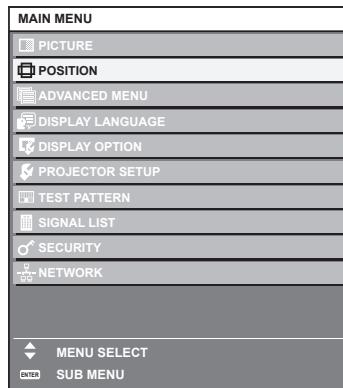 MAIN MENU
PICTURE
POSITION
ADVANCED MENU
DISPLAY LANGUAGE
DISPLAY OPTION
PROJECTOR SETUP
TEST PATTERN
SIGNAL LIST
SECURITY
NETWORK
MENU SELECT
ENTER SUB MENU